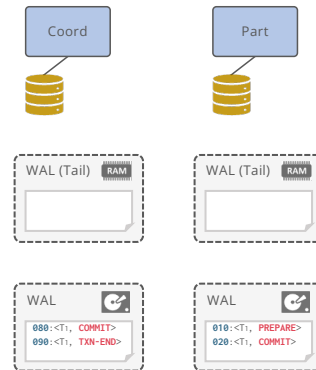 Coord
Part
WAL (Tail) RAM
WAL (Tail) RAM
WAL
080:<T1, COMMIT>
090:<T1, TXN-END>
WAL
010:<T1, PREPARE>
020:<T1, COMMIT>